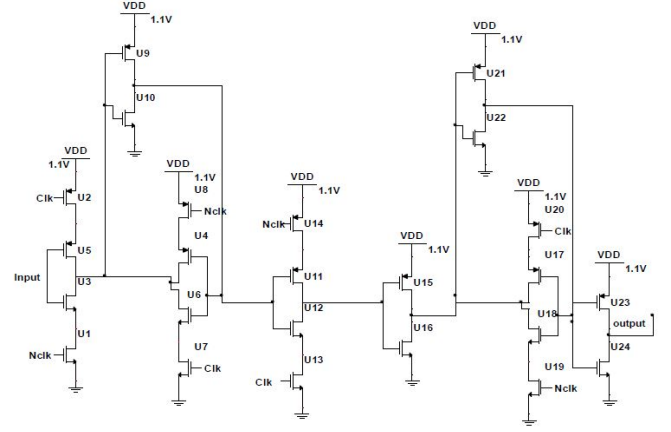 VDD
1.1V
U9
U10
VDD
1.1V
U21
U22
VDD
1.1V
Clk
U2
U5
Input
U3
U1
Nclk
VDD
1.1V
U8
Nclk
U4
U6
U7
Clk
VDD
1.1V
Nclk
U14
U11
U12
U13
Clk
VDD
1.1V
U15
U16
VDD
1.1V
U20
Clk
U17
U18
U19
Nclk
VDD
1.1V
U23
output
U24